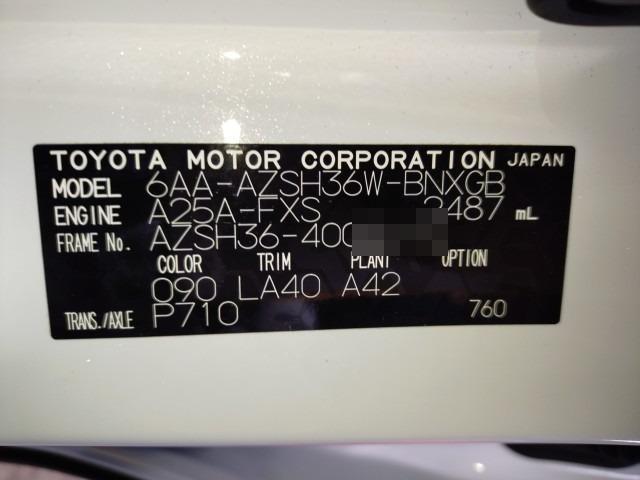 TOYOTA MOTOR CORPORATION JAPAN
MODEL 6AA-AZSH36W-BNXGB
ENGINE A25A-FXS 2487 mL
FRAME No. AZSH36-400
COLOR TRIM PLANT OPTION
090 LA40 A42
TRANS./AXLE P710 760